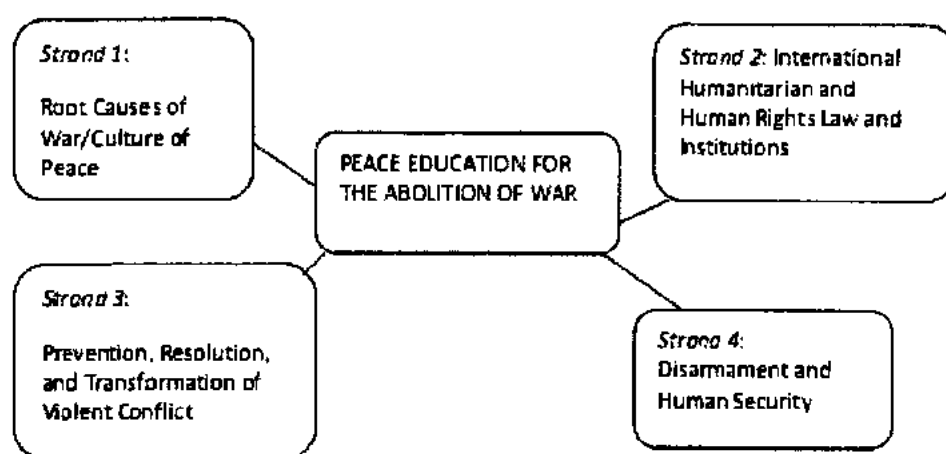 Strand 1:
Root Causes of
War/Culture of
Peace
Strand 2: International
Humanitarian and
Human Rights Law and
Institutions
PEACE EDUCATION FOR
THE ABOLITION OF WAR
Strand 3:
Prevention, Resolution,
and Transformation of
Violent Conflict
Strand 4:
Disarmament and
Human Security